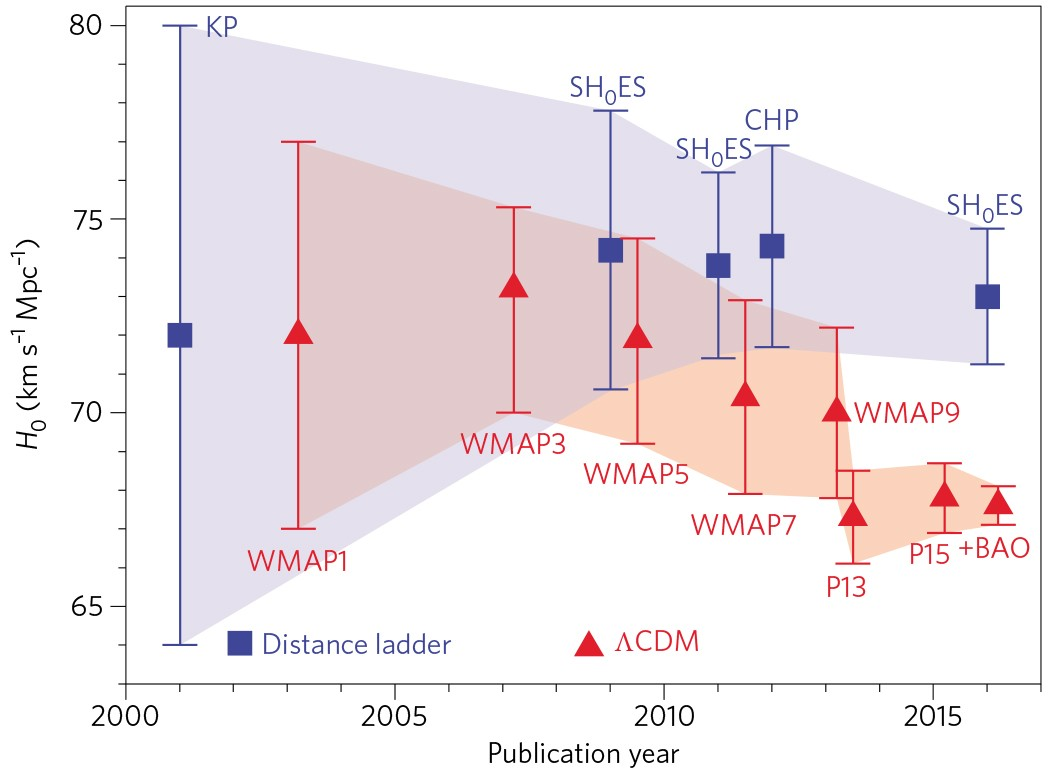 80
75
70
65
H₀ (km s⁻¹ Mpc⁻¹)
KP
SH₀ES
SH₀ES
CHP
SH₀ES
WMAP1
WMAP3
WMAP5
WMAP7
WMAP9
P13
P15
+BAO
Distance ladder
ΛCDM
2000
2005
2010
2015
Publication year